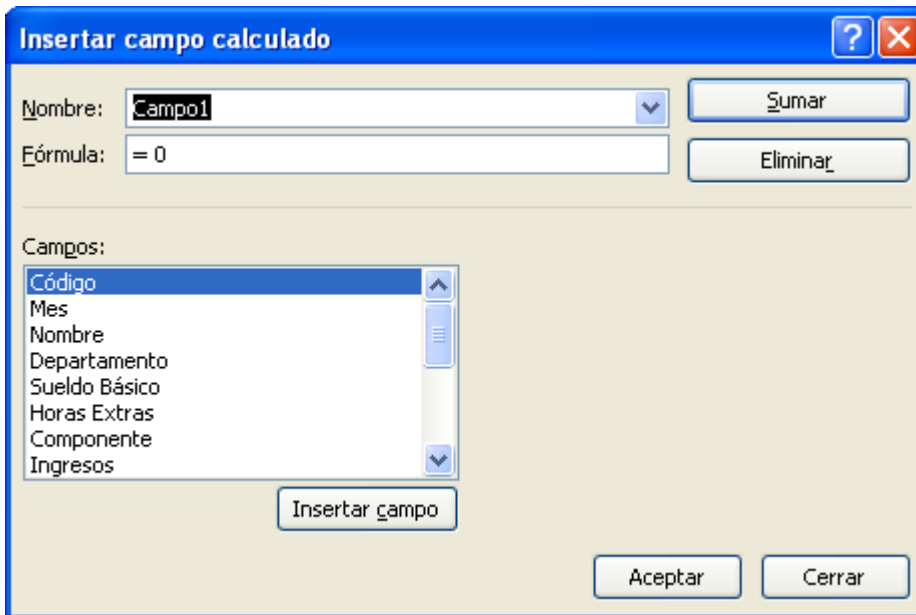 Insertar campo calculado
Nombre: Campo1 Sumar
Fórmula: = 0 Eliminar
Campos:
Código
Mes
Nombre
Departamento
Sueldo Básico
Horas Extras
Componente
Ingresos
Insertar campo
Aceptar Cerrar